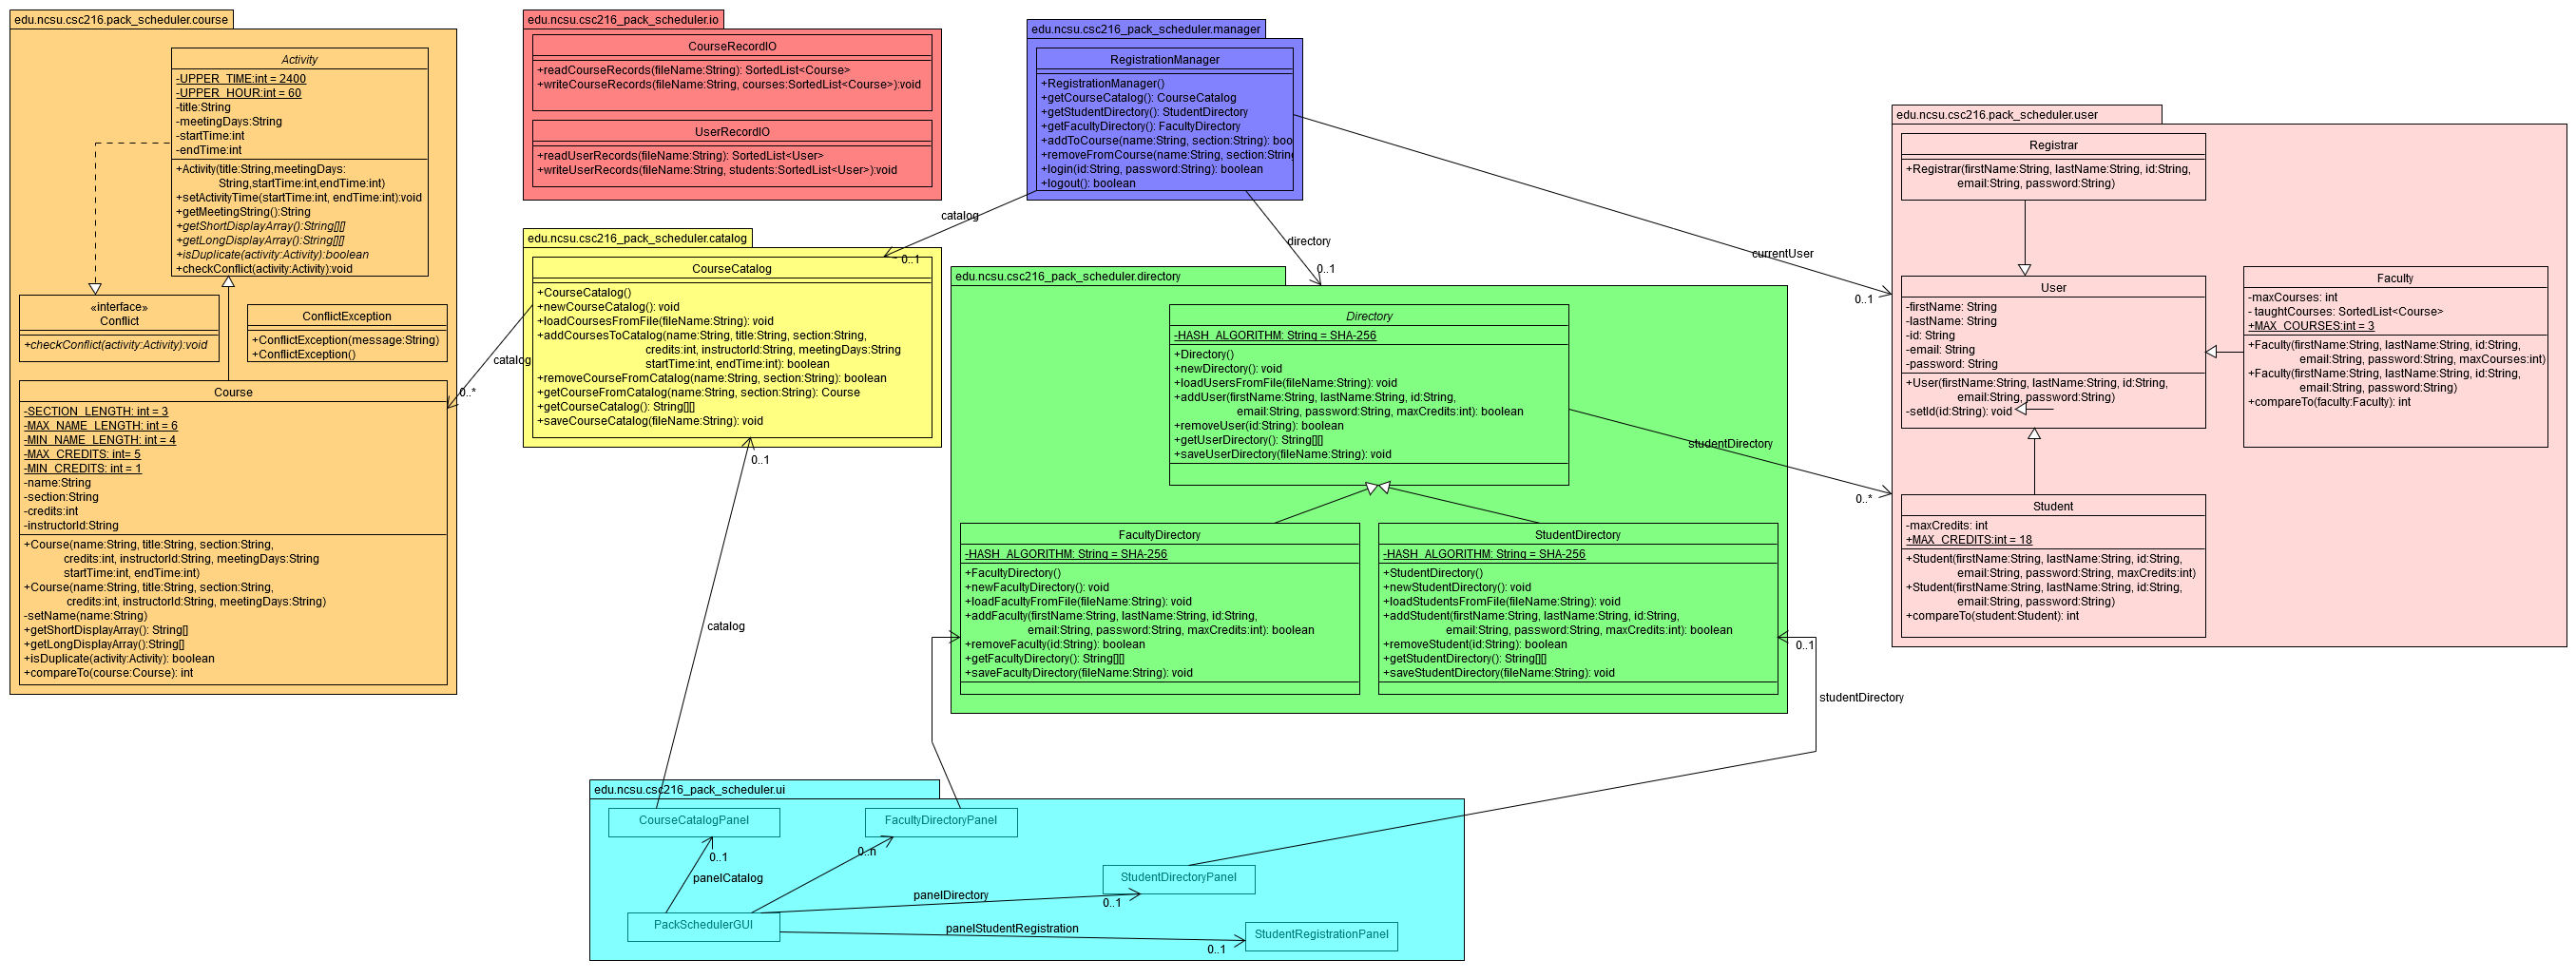 edu.ncsu.csc216.pack_scheduler.course
Activity
-UPPER_TIME:int = 2400
-UPPER_HOUR:int = 60
-title:String
-meetingDays:String
-startTime:int
-endTime:int
+Activity(title:String,meetingDays:
String,startTime:int,endTime:int)
+setActivityTime(startTime:int, endTime:int):void
+getMeetingString():String
+getShortDisplayArray():String[][]
+getLongDisplayArray():String[][]
+isDuplicate(activity:Activity):boolean
+checkConflict(activity:Activity):void
«interface»
Conflict
+checkConflict(activity:Activity):void
ConflictException
+ConflictException(message:String)
+ConflictException()
Course
-SECTION_LENGTH: int = 3
-MAX_NAME_LENGTH: int = 6
-MIN_NAME_LENGTH: int = 4
-MAX_CREDITS: int= 5
-MIN_CREDITS: int = 1
-name:String
-section:String
-credits:int
-instructorId:String
+Course(name:String, title:String, section:String,
credits:int, instructorId:String, meetingDays:String
startTime:int, endTime:int)
+Course(name:String, title:String, section:String,
credits:int, instructorId:String, meetingDays:String)
-setName(name:String)
+getShortDisplayArray(): String[]
+getLongDisplayArray():String[]
+isDuplicate(activity:Activity): boolean
+compareTo(course:Course): int
edu.ncsu.csc216_pack_scheduler.io
CourseRecordIO
+readCourseRecords(fileName:String): SortedList<Course>
+writeCourseRecords(fileName:String, courses:SortedList<Course>):void
UserRecordIO
+readUserRecords(fileName:String): SortedList<User>
+writeUserRecords(fileName:String, students:SortedList<User>):void
edu.ncsu.csc216_pack_scheduler.manager
RegistrationManager
+RegistrationManager()
+getCourseCatalog(): CourseCatalog
+getStudentDirectory(): StudentDirectory
+getFacultyDirectory(): FacultyDirectory
+addToCourse(name:String, section:String): boo
+removeFromCourse(name:String, section:String
+login(id:String, password:String): boolean
+logout(): boolean
catalog
0..1
directory
0..1
currentUser
0..1
edu.ncsu.csc216_pack_scheduler.catalog
CourseCatalog
+CourseCatalog()
+newCourseCatalog(): void
+loadCoursesFromFile(fileName:String): void
+addCoursesToCatalog(name:String, title:String, section:String,
credits:int, instructorId:String, meetingDays:String
startTime:int, endTime:int): boolean
+removeCourseFromCatalog(name:String, section:String): boolean
+getCourseFromCatalog(name:String, section:String): Course
+getCourseCatalog(): String[][]
+saveCourseCatalog(fileName:String): void
catalog
0..*
0..1
catalog
edu.ncsu.csc216_pack_scheduler.directory
Directory
-HASH_ALGORITHM: String = SHA-256
+Directory()
+newDirectory(): void
+loadUsersFromFile(fileName:String): void
+addUser(firstName:String, lastName:String, id:String,
email:String, password:String, maxCredits:int): boolean
+removeUser(id:String): boolean
+getUserDirectory(): String[][]
+saveUserDirectory(fileName:String): void
studentDirectory
0..*
FacultyDirectory
-HASH_ALGORITHM: String = SHA-256
+FacultyDirectory()
+newFacultyDirectory(): void
+loadFacultyFromFile(fileName:String): void
+addFaculty(firstName:String, lastName:String, id:String,
email:String, password:String, maxCredits:int): boolean
+removeFaculty(id:String): boolean
+getFacultyDirectory(): String[][]
+saveFacultyDirectory(fileName:String): void
StudentDirectory
-HASH_ALGORITHM: String = SHA-256
+StudentDirectory()
+newStudentDirectory(): void
+loadStudentsFromFile(fileName:String): void
+addStudent(firstName:String, lastName:String, id:String,
email:String, password:String, maxCredits:int): boolean
+removeStudent(id:String): boolean
+getStudentDirectory(): String[][]
+saveStudentDirectory(fileName:String): void
0..1
studentDirectory
edu.ncsu.csc216.pack_scheduler.user
Registrar
+Registrar(firstName:String, lastName:String, id:String,
email:String, password:String)
User
-firstName: String
-lastName: String
-id: String
-email: String
-password: String
+User(firstName:String, lastName:String, id:String,
email:String, password:String)
-setId(id:String): void
Faculty
-maxCourses: int
- taughtCourses: SortedList<Course>
+MAX_COURSES:int = 3
+Faculty(firstName:String, lastName:String, id:String,
email:String, password:String, maxCourses:int)
+Faculty(firstName:String, lastName:String, id:String,
email:String, password:String)
+compareTo(faculty:Faculty): int
Student
-maxCredits: int
+MAX_CREDITS:int = 18
+Student(firstName:String, lastName:String, id:String,
email:String, password:String, maxCredits:int)
+Student(firstName:String, lastName:String, id:String,
email:String, password:String)
+compareTo(student:Student): int
edu.ncsu.csc216_pack_scheduler.ui
CourseCatalogPanel
FacultyDirectoryPanel
0..1
0..n
panelCatalog
StudentDirectoryPanel
panelDirectory
0..1
PackSchedulerGUI
panelStudentRegistration
StudentRegistrationPanel
0..1